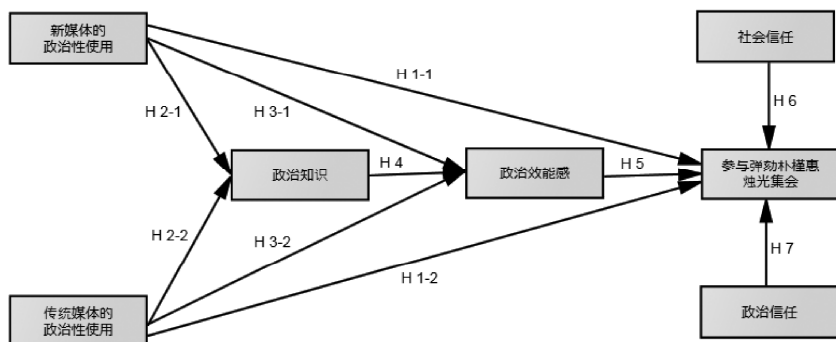 新媒体的
政治性使用
社会信任
H 1-1
H 6
H 2-1
H 3-1
政治知识
H 4
政治效能感
H 5
参与弹劾朴槿惠
烛光集会
H 2-2
H 3-2
H 1-2
H 7
传统媒体的
政治性使用
政治信任